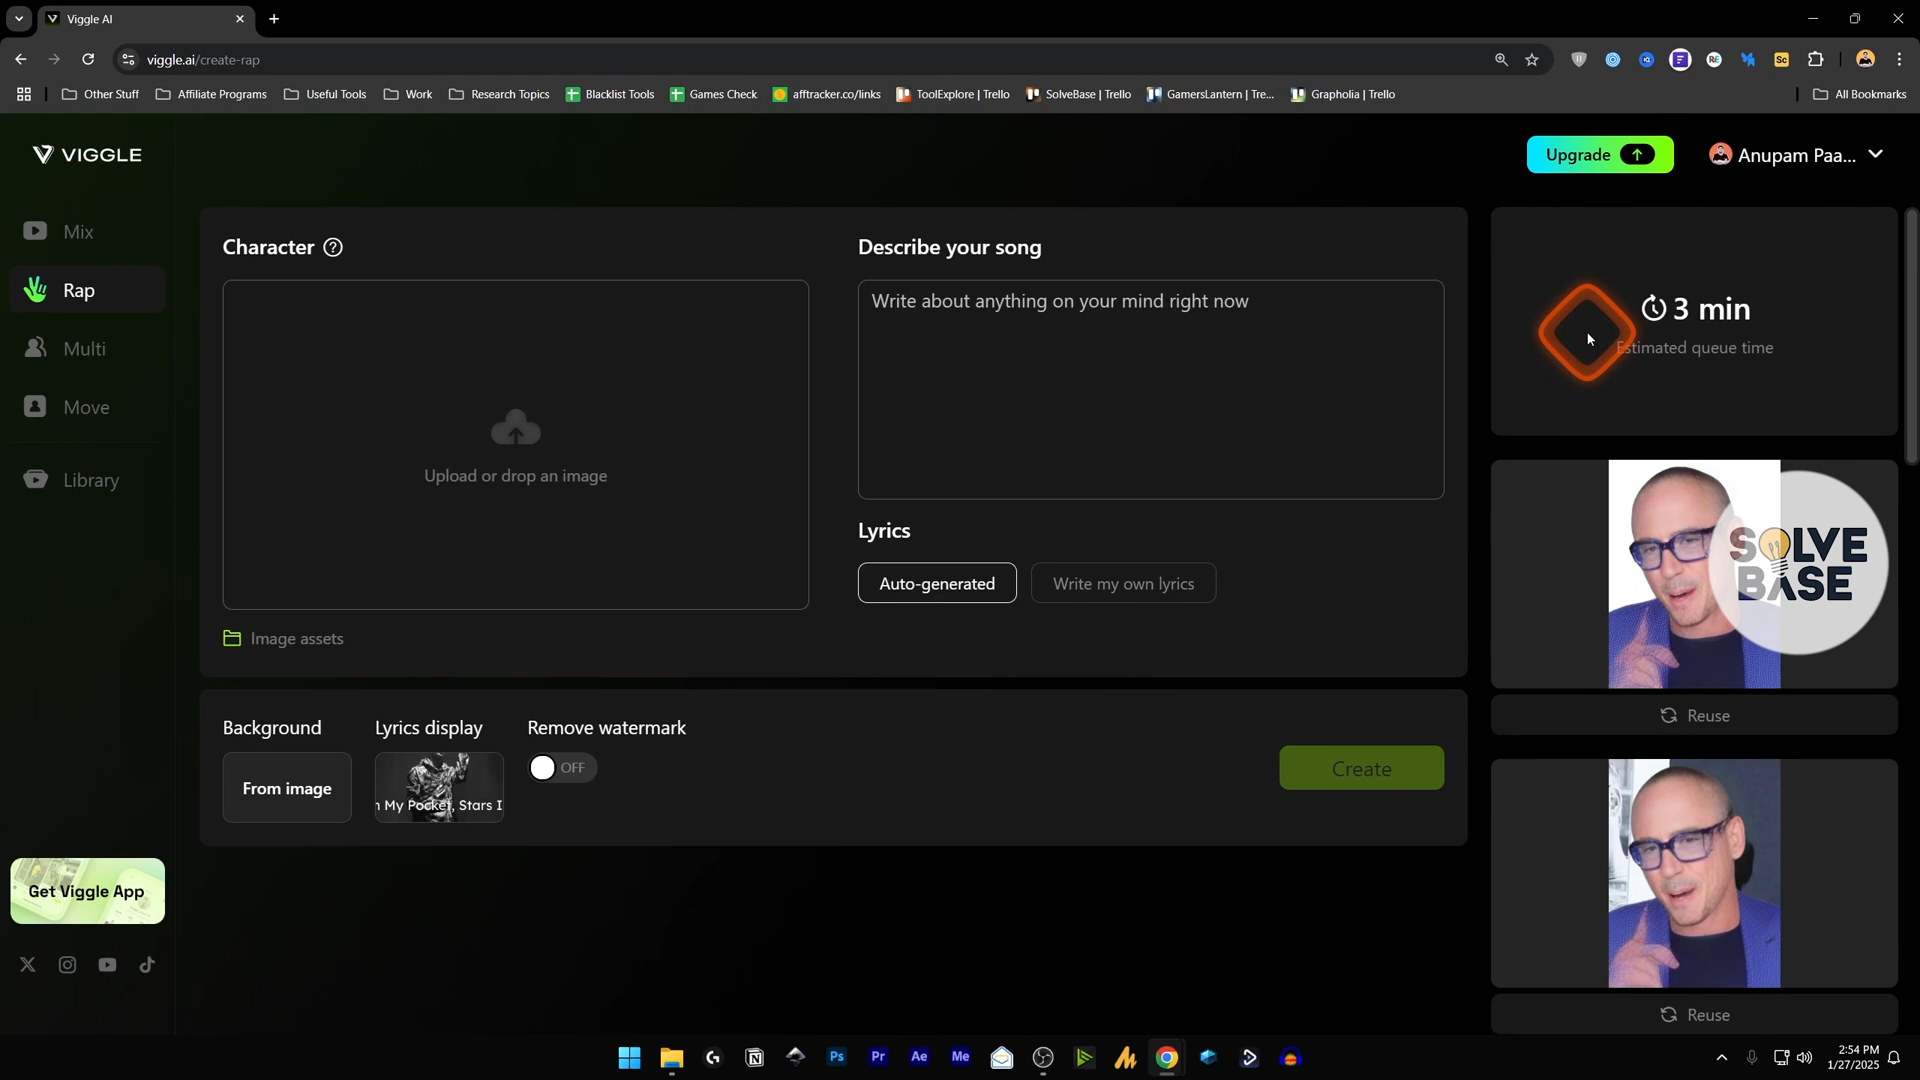 Viggle AI
viggle.ai/create-rap
Other Stuff
Affiliate Programs
Useful Tools
Work
Research Topics
Blacklist Tools
Games Check
afftracker.co/links
ToolExplore | Trello
SolveBase | Trello
GamersLantern | Tre...
Grapholia | Trello
All Bookmarks
VIGGLE
Upgrade
Anupam Paa...
Mix
Rap
Multi
Move
Library
Character ?
Upload or drop an image
Image assets
Describe your song
Write about anything on your mind right now
Lyrics
Auto-generated
Write my own lyrics
3 min
Estimated queue time
SOLVE
BASE
Reuse
Background
From image
Lyrics display
n My Pocket, Stars I
Remove watermark
OFF
Create
Reuse
Get Viggle App
Ps
Pr
Ae
Me
2:54 PM
1/27/2025